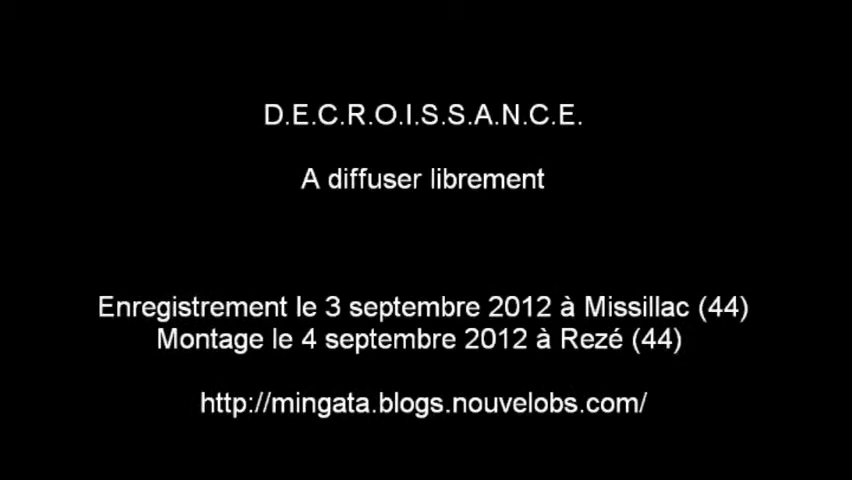 D.E.C.R.O.I.S.S.A.N.C.E.
A diffuser librement
Enregistrement le 3 septembre 2012 à Missillac (44)
Montage le 4 septembre 2012 à Rezé (44)
http://mingata.blogs.nouvelobs.com/